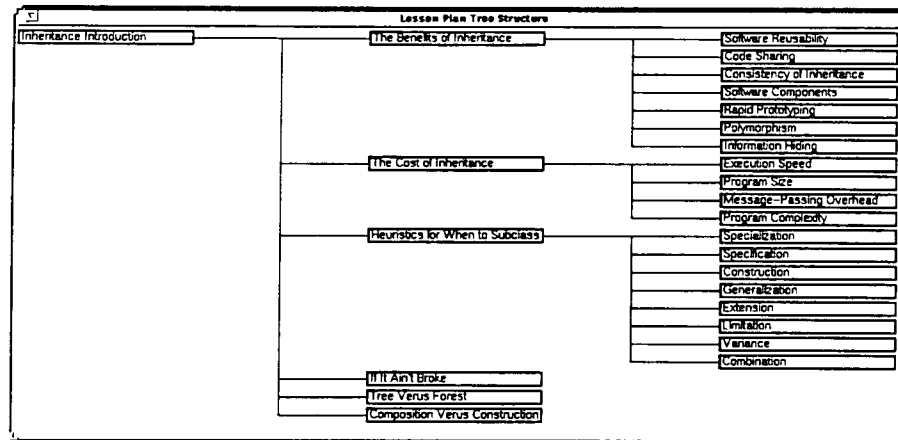 Lesson Plan Tree Structure
Inheritance Introduction
The Benefits of Inheritance
Software Reusability
Code Sharing
Consistency of Inheritance
Software Components
Rapid Prototyping
Polymorphism
Information Hiding
The Cost of Inheritance
Execution Speed
Program Size
Message-Passing Overhead
Program Complexity
Heuristics for When to Subclass
Specialization
Specification
Construction
Generalization
Extension
Limitation
Variance
Combination
If It Ain't Broke
Tree Verus Forest
Composition Verus Construction